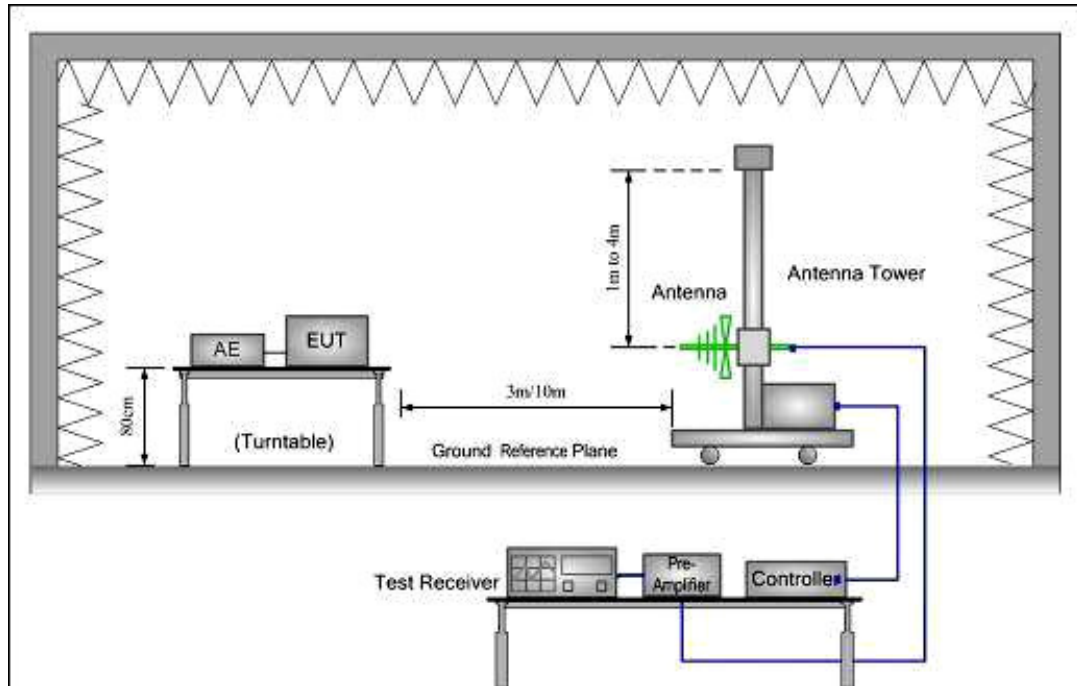 1m to 4m
Antenna Tower
Antenna
AE
EUT
80cm
3m/10m
(Turntable)
Ground Reference Plane
Test Receiver
Pre-
Amplifier
Controller